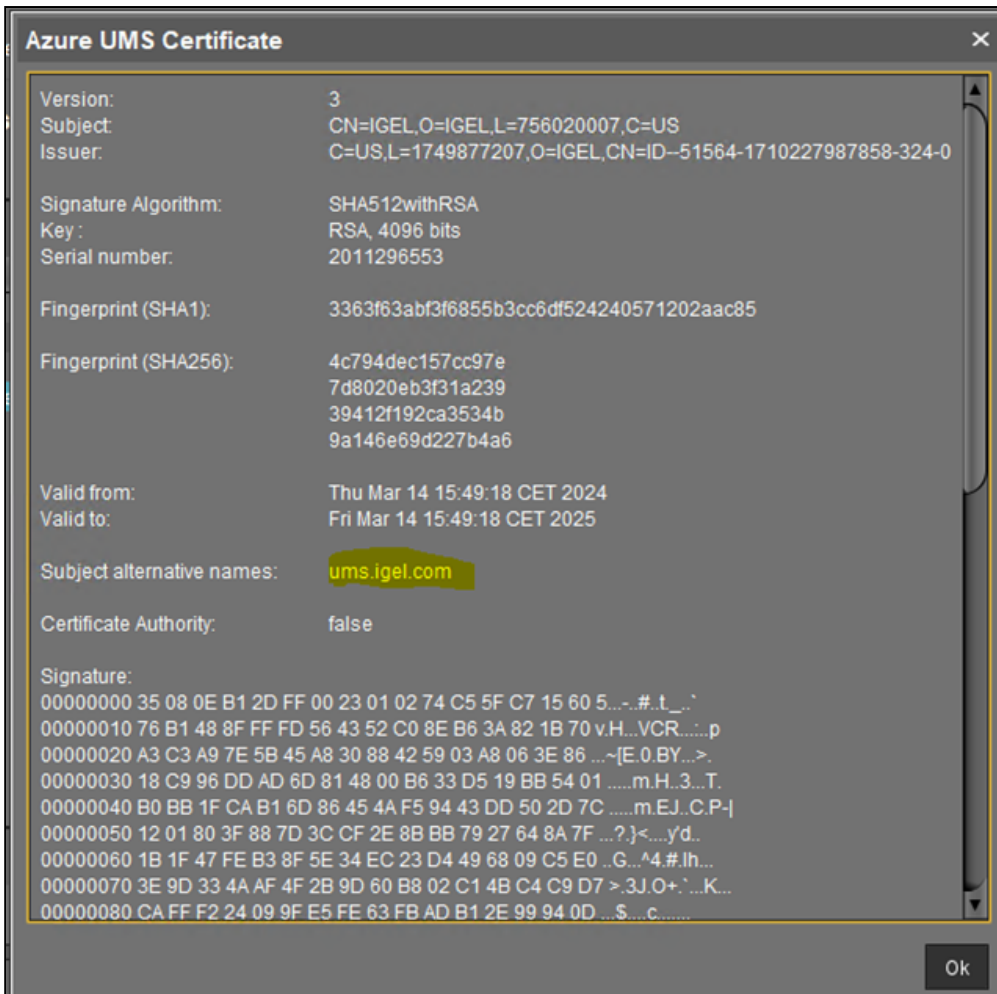 Azure UMS Certificate
Version: 3
Subject: CN=IGEL,O=IGEL,L=756020007,C=US
Issuer: C=US,L=1749877207,O=IGEL,CN=ID--51564-1710227987858-324-0
Signature Algorithm: SHA512withRSA
Key : RSA, 4096 bits
Serial number: 2011296553
Fingerprint (SHA1): 3363f63abf3f6855b3cc6df524240571202aac85
Fingerprint (SHA256): 4c794dec157cc97e
7d8020eb3f31a239
39412f192ca3534b
9a146e69d227b4a6
Valid from: Thu Mar 14 15:49:18 CET 2024
Valid to: Fri Mar 14 15:49:18 CET 2025
Subject alternative names: ums.igel.com
Certificate Authority: false
Signature:
00000000 35 08 0E B1 2D FF 00 23 01 02 74 C5 5F C7 15 60 5...-..#..t._..`
00000010 76 B1 48 8F FF FD 56 43 52 C0 8E B6 3A 82 1B 70 v.H...VCR...:..p
00000020 A3 C3 A9 7E 5B 45 A8 30 88 42 59 03 A8 06 3E 86 ...~[E.0.BY...>.
00000030 18 C9 96 DD AD 6D 81 48 00 B6 33 D5 19 BB 54 01 .....m.H..3...T.
00000040 B0 BB 1F CA B1 6D 86 45 4A F5 94 43 DD 50 2D 7C .....m.EJ..C.P-|
00000050 12 01 80 3F 88 7D 3C CF 2E 8B BB 79 27 64 8A 7F ...?.}<....y'd..
00000060 1B 1F 47 FE B3 8F 5E 34 EC 23 D4 49 68 09 C5 E0 ..G...^4.#.Ih...
00000070 3E 9D 33 4A AF 4F 2B 9D 60 B8 02 C1 4B C4 C9 D7 >.3J.O+.`...K...
00000080 CA FF F2 24 09 9F E5 FE 63 FB AD B1 2E 99 94 0D ...$....c.......
Ok